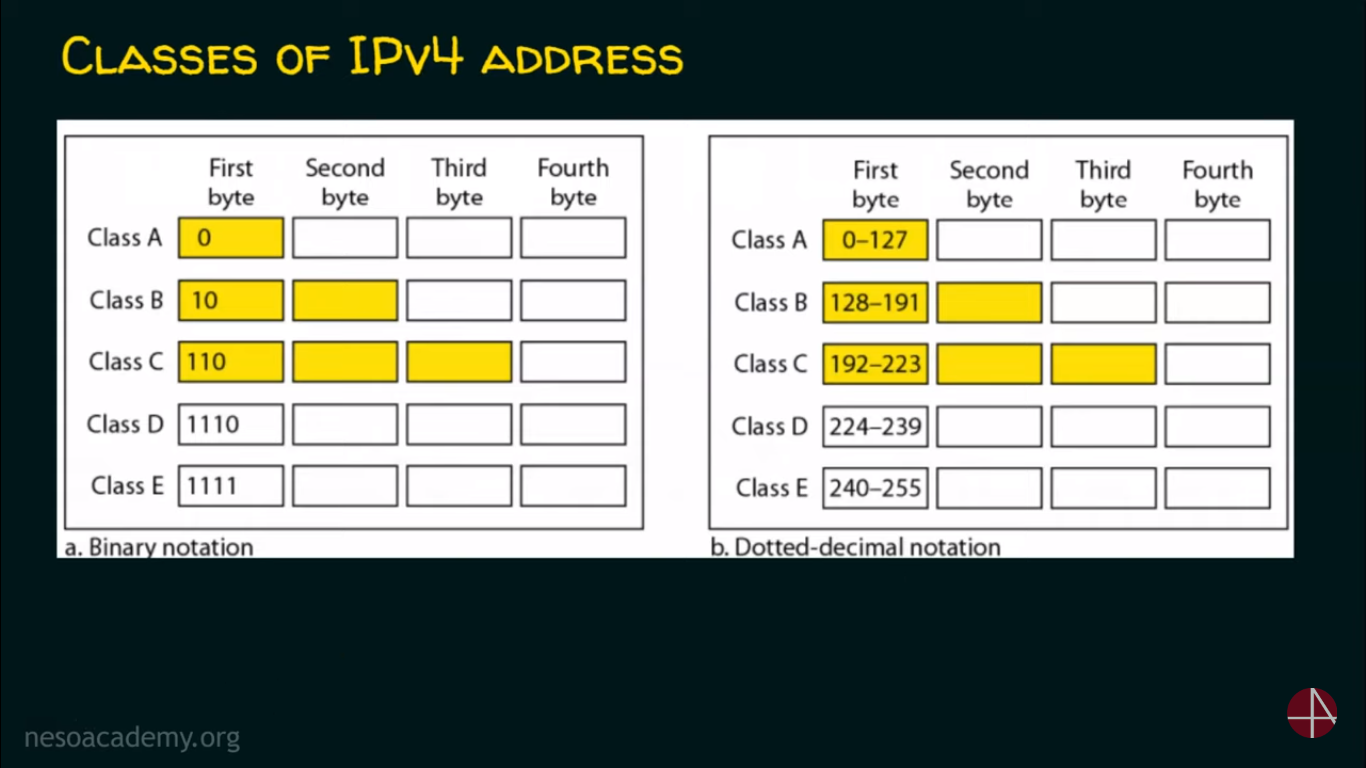 CLASSES OF IPv4 ADDRESS
First Second Third Fourth
byte byte byte byte
Class A 0
Class B 10
Class C 110
Class D 1110
Class E 1111
a. Binary notation
First Second Third Fourth
byte byte byte byte
Class A 0–127
Class B 128–191
Class C 192–223
Class D 224–239
Class E 240–255
b. Dotted-decimal notation
nesoacademy.org